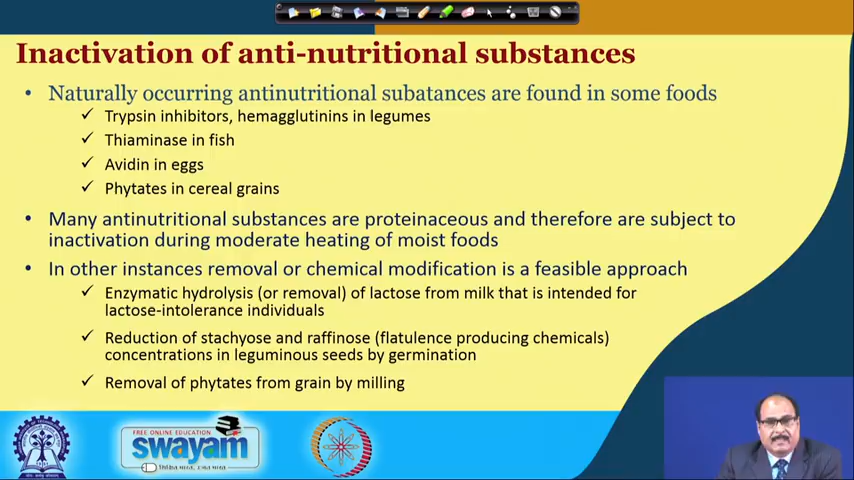 Inactivation of anti-nutritional substances
• Naturally occurring antinutritional subatances are found in some foods
✓ Trypsin inhibitors, hemagglutinins in legumes
✓ Thiaminase in fish
✓ Avidin in eggs
✓ Phytates in cereal grains
• Many antinutritional substances are proteinaceous and therefore are subject to
inactivation during moderate heating of moist foods
• In other instances removal or chemical modification is a feasible approach
✓ Enzymatic hydrolysis (or removal) of lactose from milk that is intended for
lactose-intolerance individuals
✓ Reduction of stachyose and raffinose (flatulence producing chemicals)
concentrations in leguminous seeds by germination
✓ Removal of phytates from grain by milling
FREE ONLINE EDUCATION
swayam